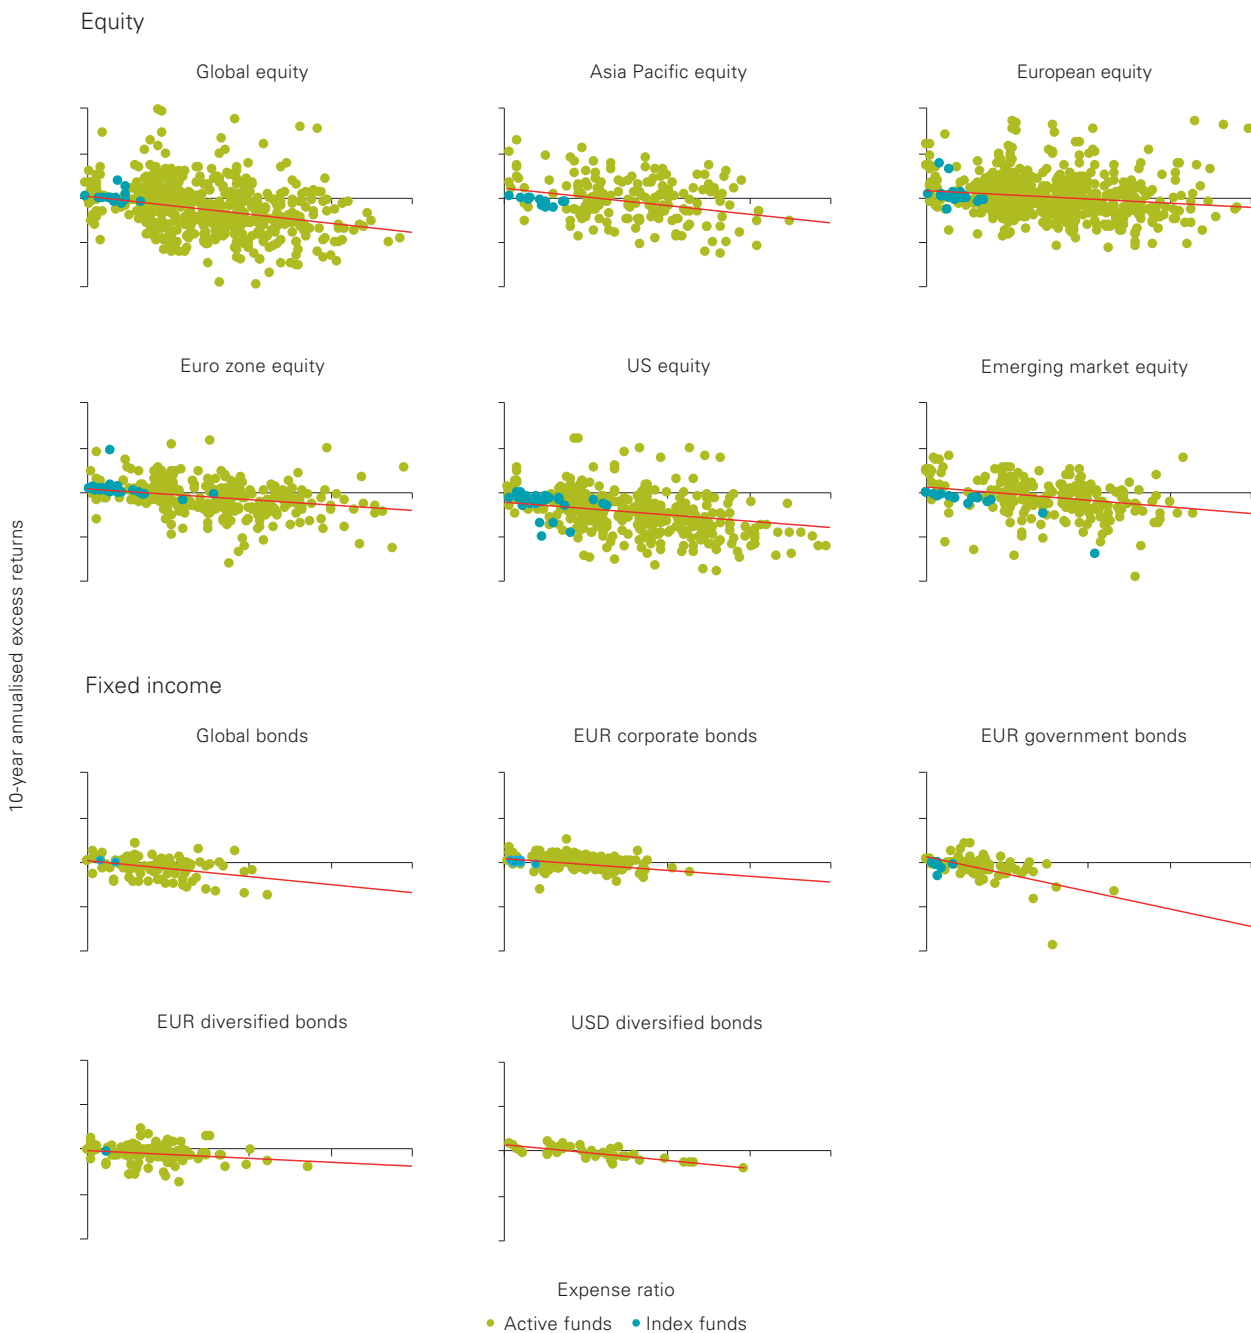 Equity
Global equity
Asia Pacific equity
European equity
Euro zone equity
US equity
Emerging market equity
10-year annualised excess returns
Fixed income
Global bonds
EUR corporate bonds
EUR government bonds
EUR diversified bonds
USD diversified bonds
Expense ratio
Active funds
Index funds